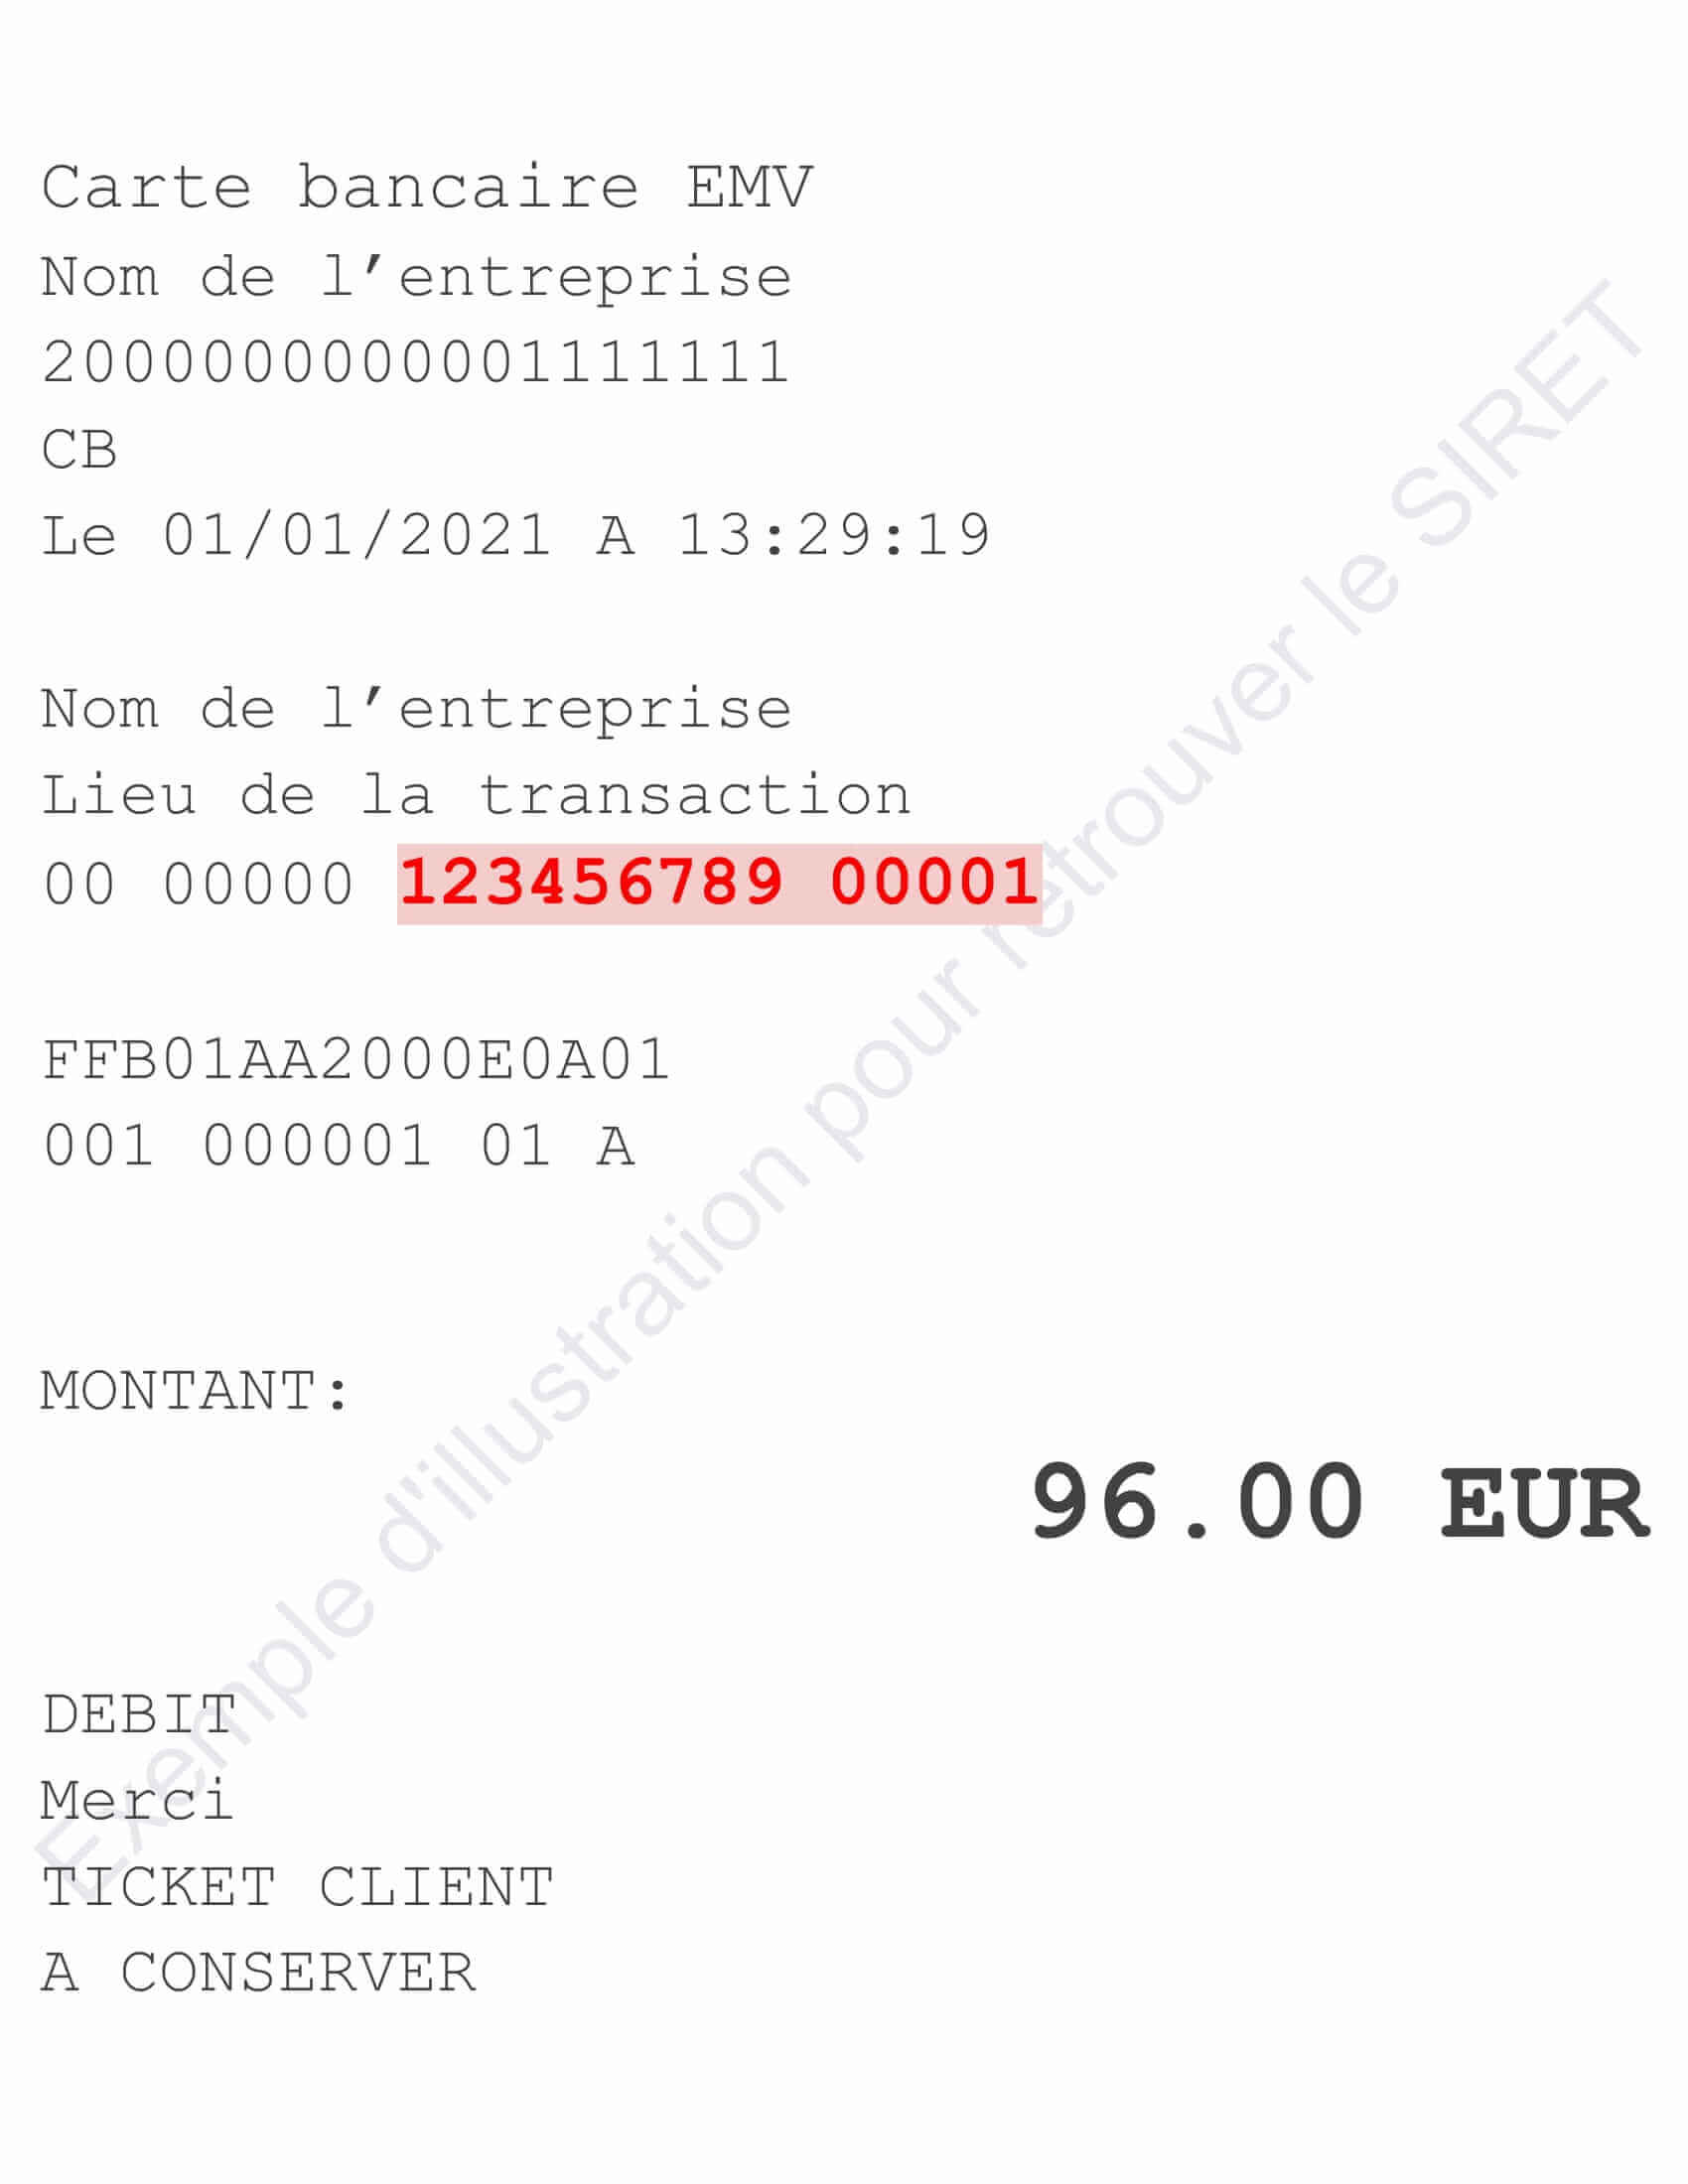 Carte bancaire EMV
Nom de l’entreprise
2000000000001111111
CB
Le 01/01/2021 A 13:29:19
Nom de l’entreprise
Lieu de la transaction
00 00000 123456789 00001
FFB01AA2000E0A01
001 000001 01 A
MONTANT:
96.00 EUR
DEBIT
Merci
TICKET CLIENT
A CONSERVER
Exemple d'illustration pour retrouver le SIRET